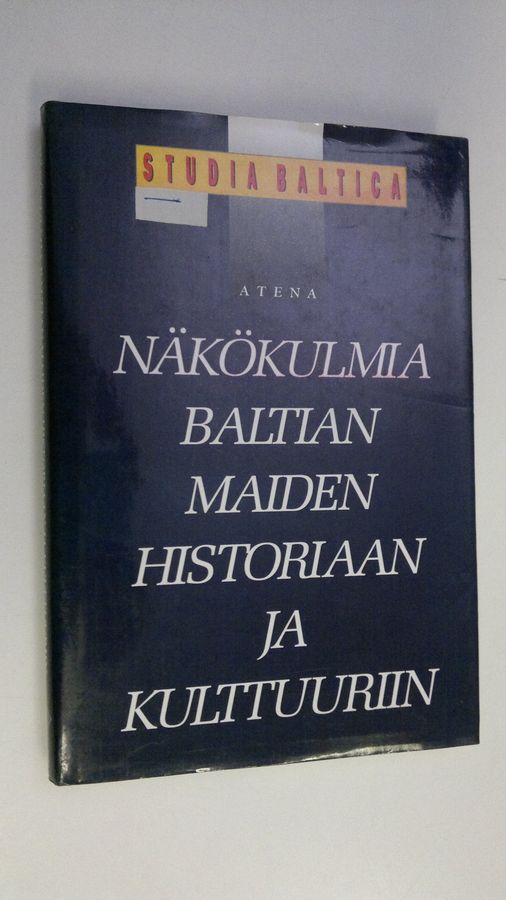 STUDIA BALTICA
ATENA
NÄKÖKULMIA
BALTIAN
MAIDEN
HISTORIAAN
JA
KULTTUURIIN